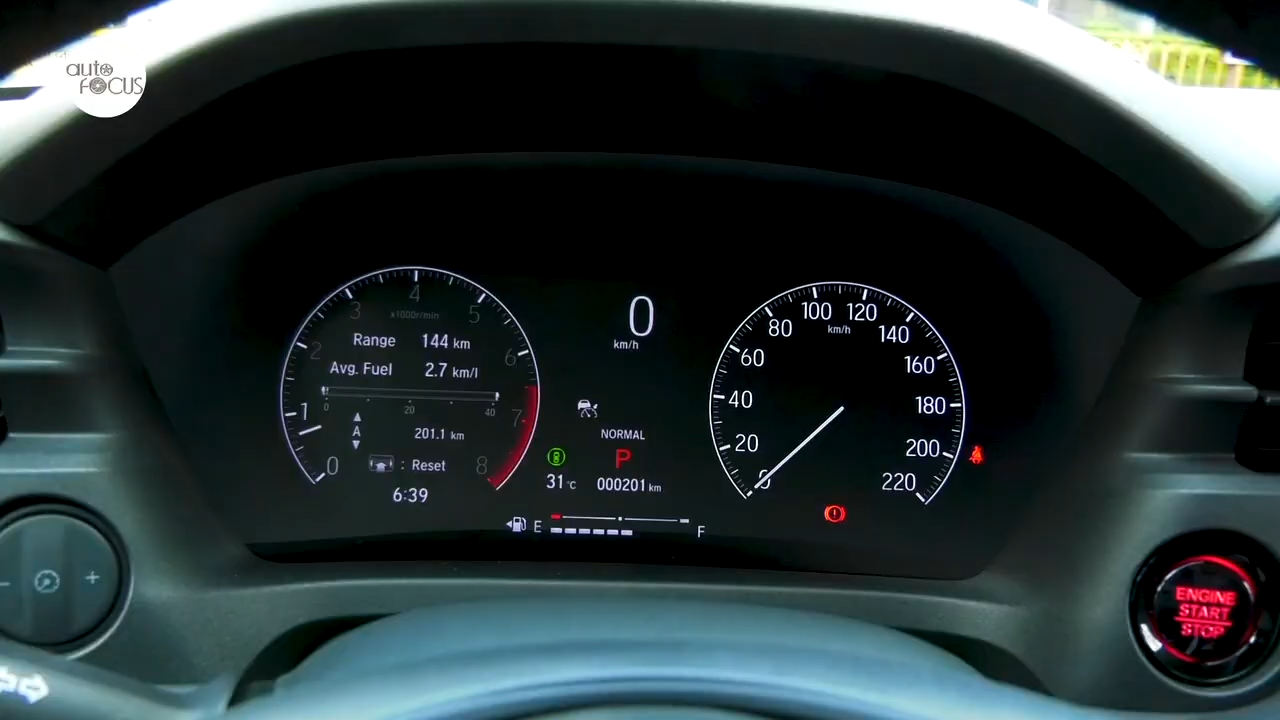 auto
FOCUS
4
3 5
x1000r/min
2 6
Range 144 km
Avg. Fuel 2.7 km/l
0 20 40
1 7
A 201.1 km
: Reset
0 8
6:39
0
km/h
NORMAL
P
31 °C 000201 km
E F
100 120
80 km/h 140
60 160
40 180
20 200
0 220
- +
ENGINE
START
STOP